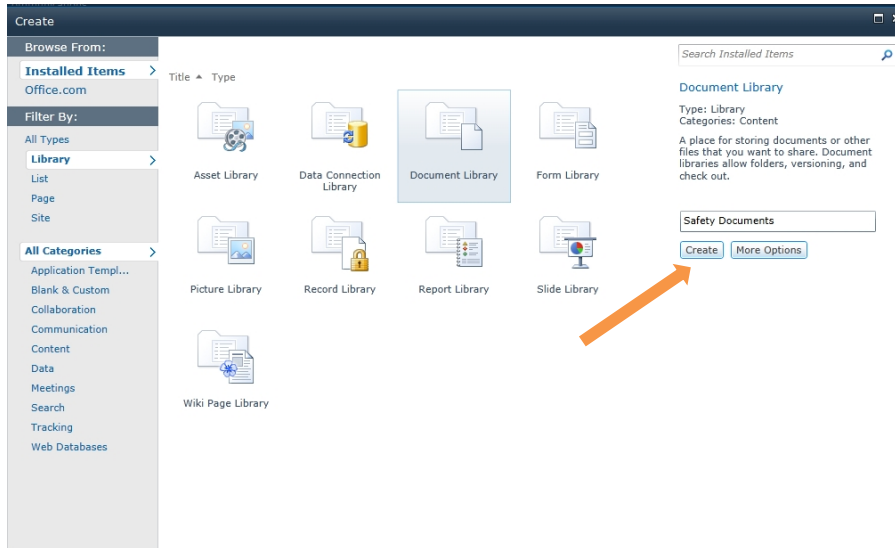 Create
Browse From:
Installed Items
Office.com
Filter By:
All Types
Library
List
Page
Site
All Categories
Application Templ...
Blank & Custom
Collaboration
Communication
Content
Data
Meetings
Search
Tracking
Web Databases
Title Type
Asset Library
Data Connection
Library
Document Library
Form Library
Picture Library
Record Library
Report Library
Slide Library
Wiki Page Library
Search Installed Items
Document Library
Type: Library
Categories: Content
A place for storing documents or other
files that you want to share. Document
libraries allow folders, versioning, and
check out.
Safety Documents
Create More Options